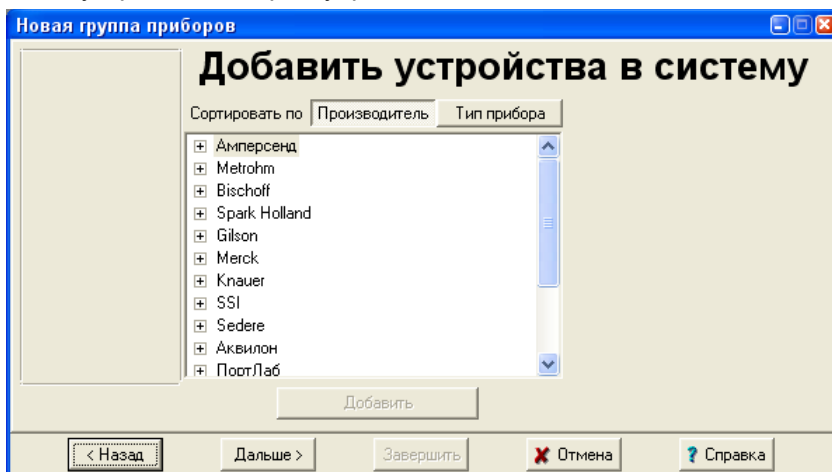 Новая группа приборов
Добавить устройства в систему
Сортировать по Производитель Тип прибора
Амперсенд
Metrohm
Bischoff
Spark Holland
Gilson
Merck
Knauer
SSI
Sedere
Аквилон
ПортЛаб
Добавить
< Назад Дальше > Завершить Отмена ? Справка